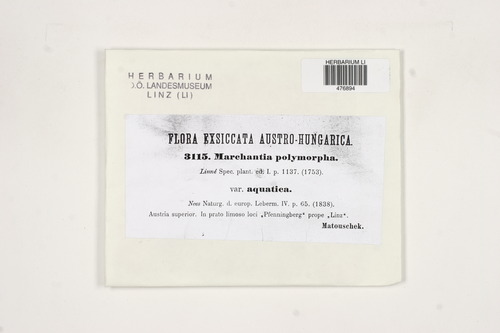 HERBARIUM
O.Ö. LANDESMUSEUM
LINZ (LI)
HERBARIUM LI
476894
FLORA EXSICCATA AUSTRO-HUNGARICA.
3115. Marchantia polymorpha.
Linné Spec. plant. ed. I. p. 1137. (1753).
var. aquatica.
Nees Naturg. d. europ. Leberm. IV. p. 65. (1838).
Austria superior. In prato limoso loci „Pfenningberg“ prope „Linz“.
Matouschek.